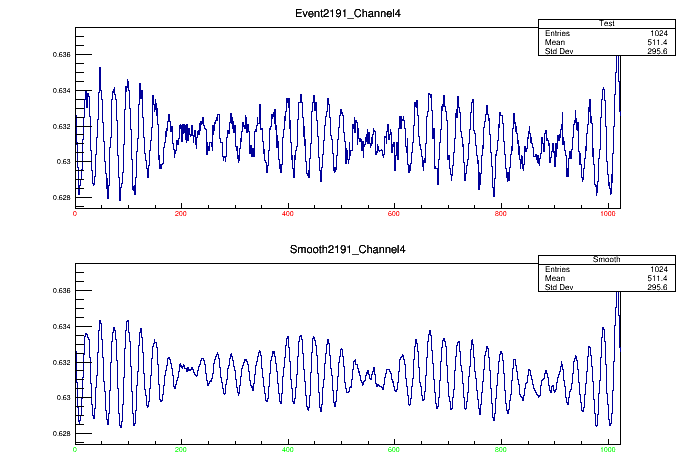 Event2191_Channel4
Test
Entries 1024
Mean 511.4
Std Dev 295.6
0.636
0.634
0.632
0.63
0.628
0 200 400 600 800 1000
Smooth2191_Channel4
Smooth
Entries 1024
Mean 511.4
Std Dev 295.6
0.636
0.634
0.632
0.63
0.628
0 200 400 600 800 1000